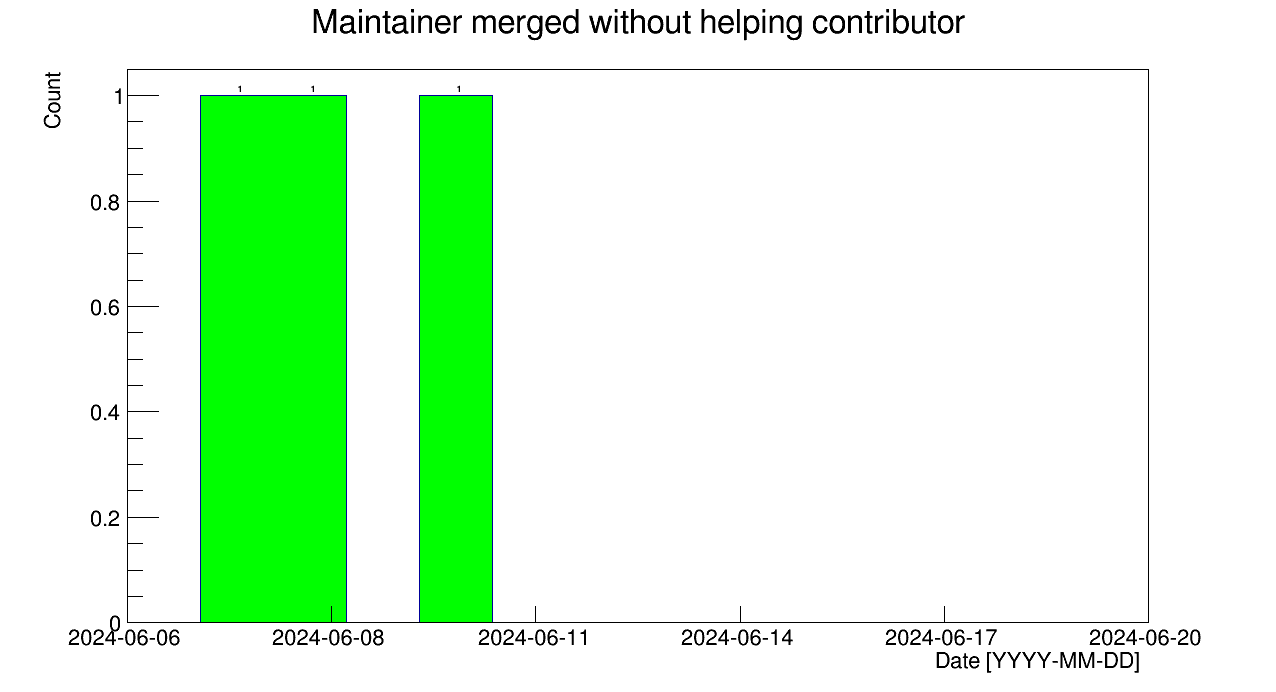 Maintainer merged without helping contributor
Count
1 1 1
1
0.8
0.6
0.4
0.2
0
2024-06-06 2024-06-08 2024-06-11 2024-06-14 2024-06-17 2024-06-20
Date [YYYY-MM-DD]